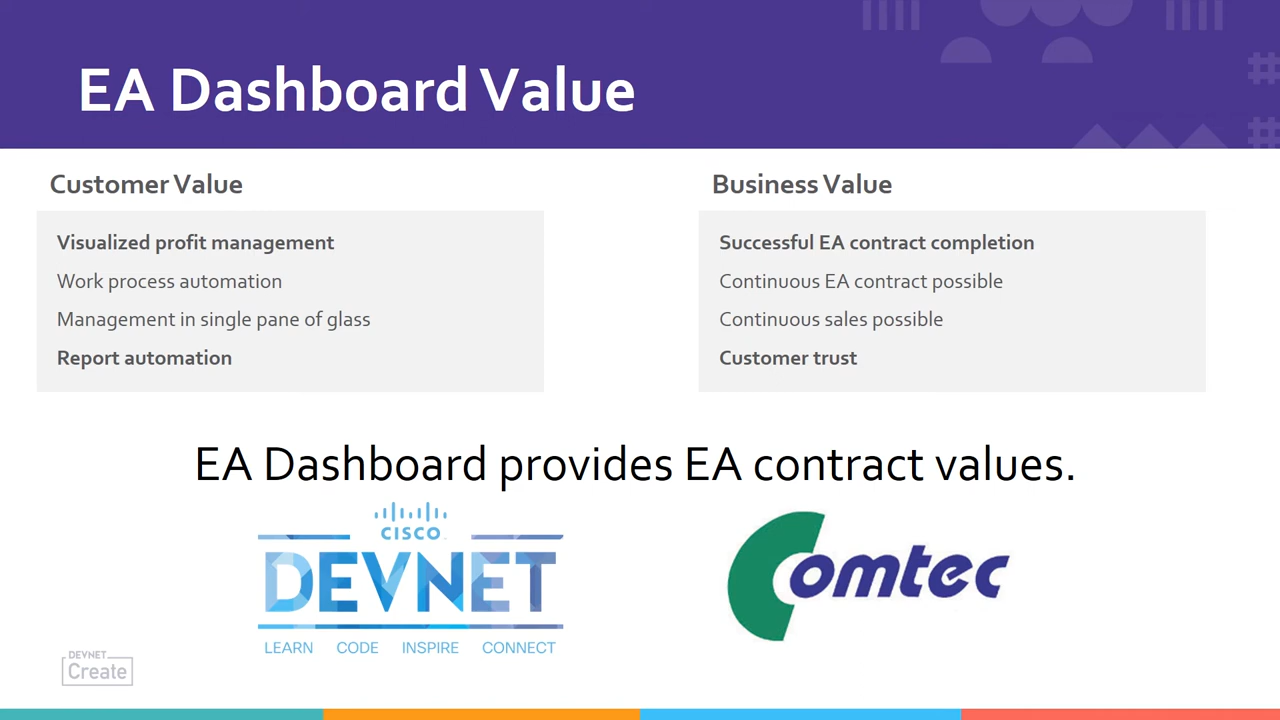 EA Dashboard Value
Customer Value
Visualized profit management
Work process automation
Management in single pane of glass
Report automation
Business Value
Successful EA contract completion
Continuous EA contract possible
Continuous sales possible
Customer trust
EA Dashboard provides EA contract values.
CISCO
DEVNET
LEARN CODE INSPIRE CONNECT
Comtec
DEVNET
Create